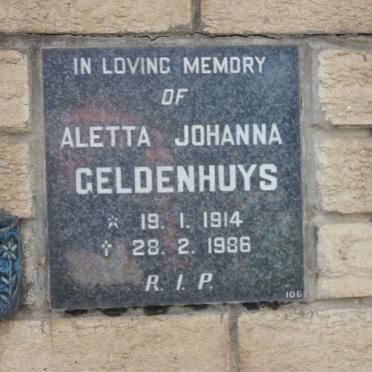 IN LOVING MEMORY
OF
ALETTA JOHANNA
GELDENHUYS
☆ 19. 1. 1914
✝ 28. 2. 1986
R. I. P.
106